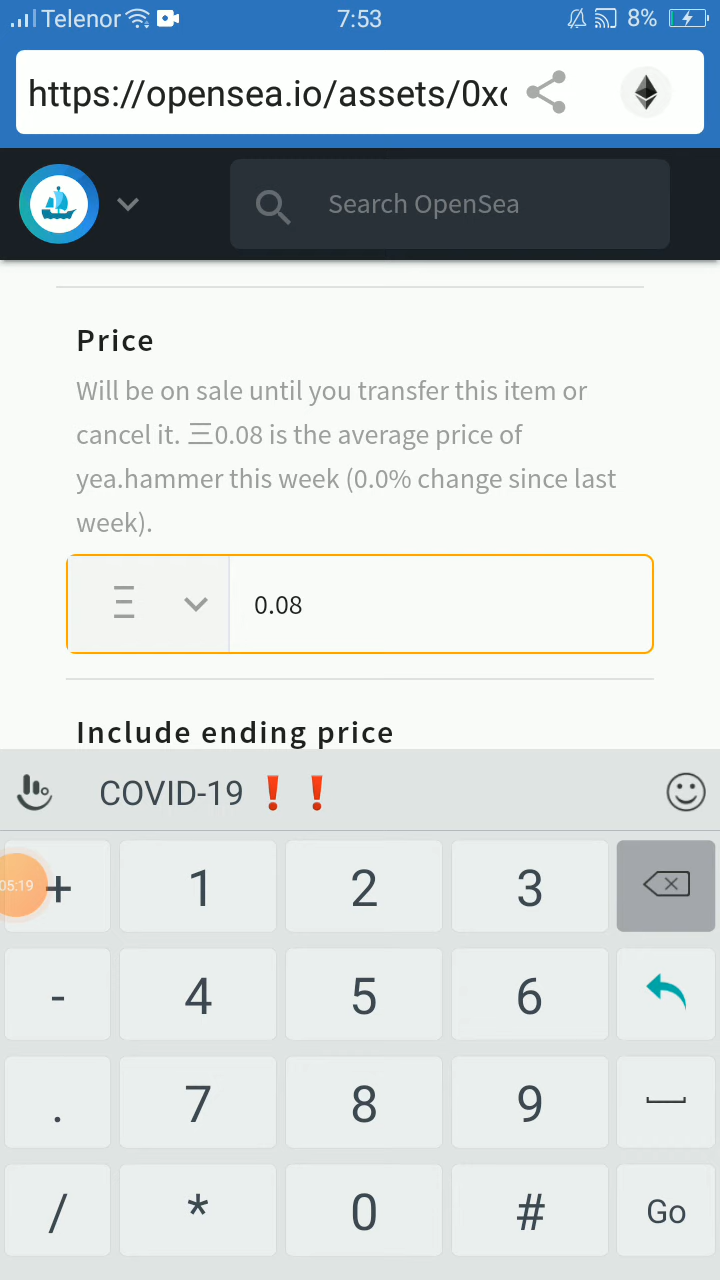 Telenor 7:53 8%
https://opensea.io/assets/0xc
Search OpenSea
Price
Will be on sale until you transfer this item or
cancel it. Ξ0.08 is the average price of
yea.hammer this week (0.0% change since last
week).
Ξ 0.08
Include ending price
COVID-19 ❗ ❗
05:19
+ 1 2 3
- 4 5 6
. 7 8 9
/ * 0 # Go